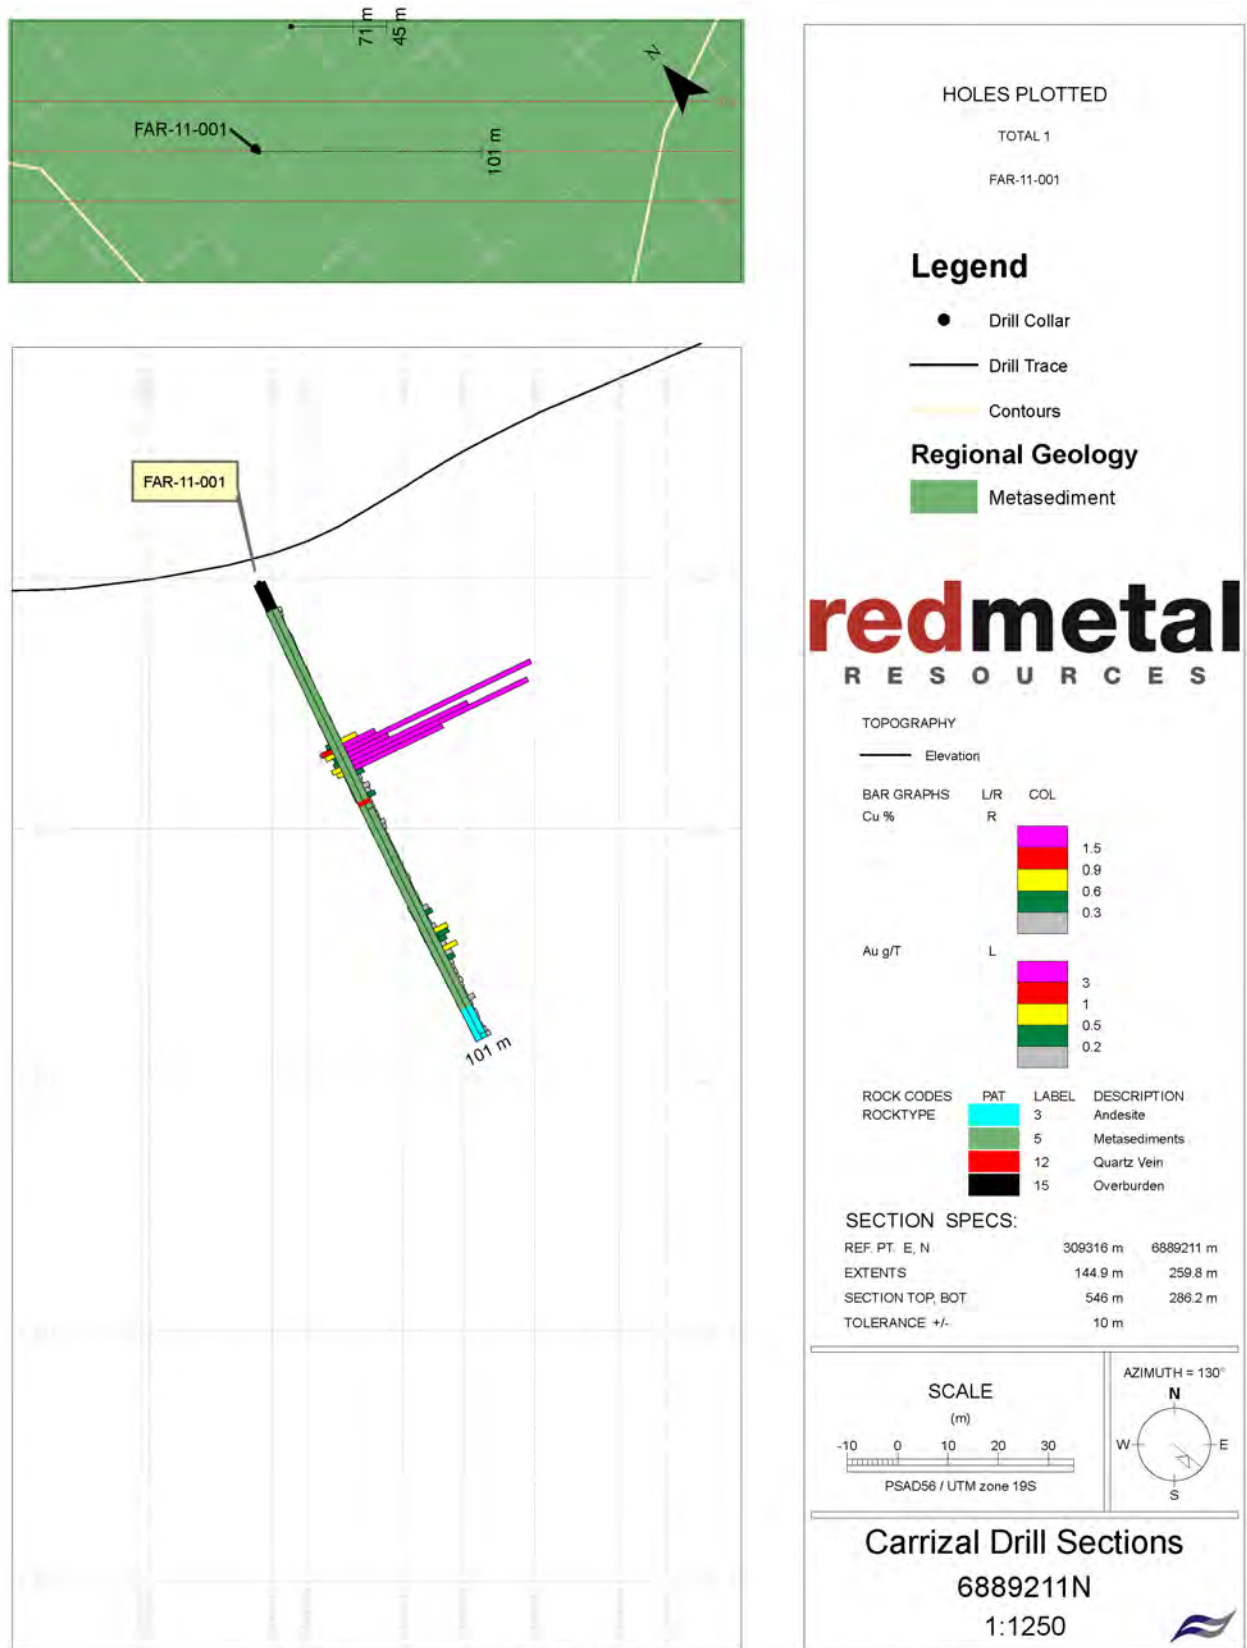 71 m
45 m
N
FAR-11-001
101 m
FAR-11-001
101 m
HOLES PLOTTED
TOTAL 1
FAR-11-001
Legend
Drill Collar
Drill Trace
Contours
Regional Geology
Metasediment
redmetal
RESOURCES
TOPOGRAPHY
Elevation
BAR GRAPHS L/R COL
Cu % R
1.5
0.9
0.6
0.3
Au g/T L
3
1
0.5
0.2
ROCK CODES PAT LABEL DESCRIPTION
ROCKTYPE 3 Andesite
5 Metasediments
12 Quartz Vein
15 Overburden
SECTION SPECS:
REF. PT. E, N 309316 m 6889211 m
EXTENTS 144.9 m 259.8 m
SECTION TOP, BOT 546 m 286.2 m
TOLERANCE +/- 10 m
SCALE
(m)
-10 0 10 20 30
PSAD56 / UTM zone 19S
AZIMUTH = 130°
N
W E
S
Carrizal Drill Sections
6889211N
1:1250